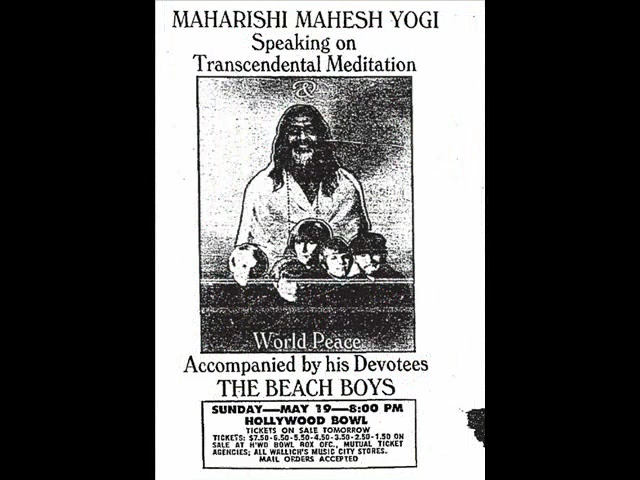 MAHARISHI MAHESH YOGI
Speaking on
Transcendental Meditation
&
World Peace
Accompanied by his Devotees
THE BEACH BOYS
SUNDAY—MAY 19—8:00 PM
HOLLYWOOD BOWL
TICKETS ON SALE TOMORROW
TICKETS: $7.50-6.50-5.50-4.50-3.50-2.50-1.50 ON
SALE AT H'WD BOWL BOX OFC., MUTUAL TICKET
AGENCIES; ALL WALLICH'S MUSIC CITY STORES.
MAIL ORDERS ACCEPTED